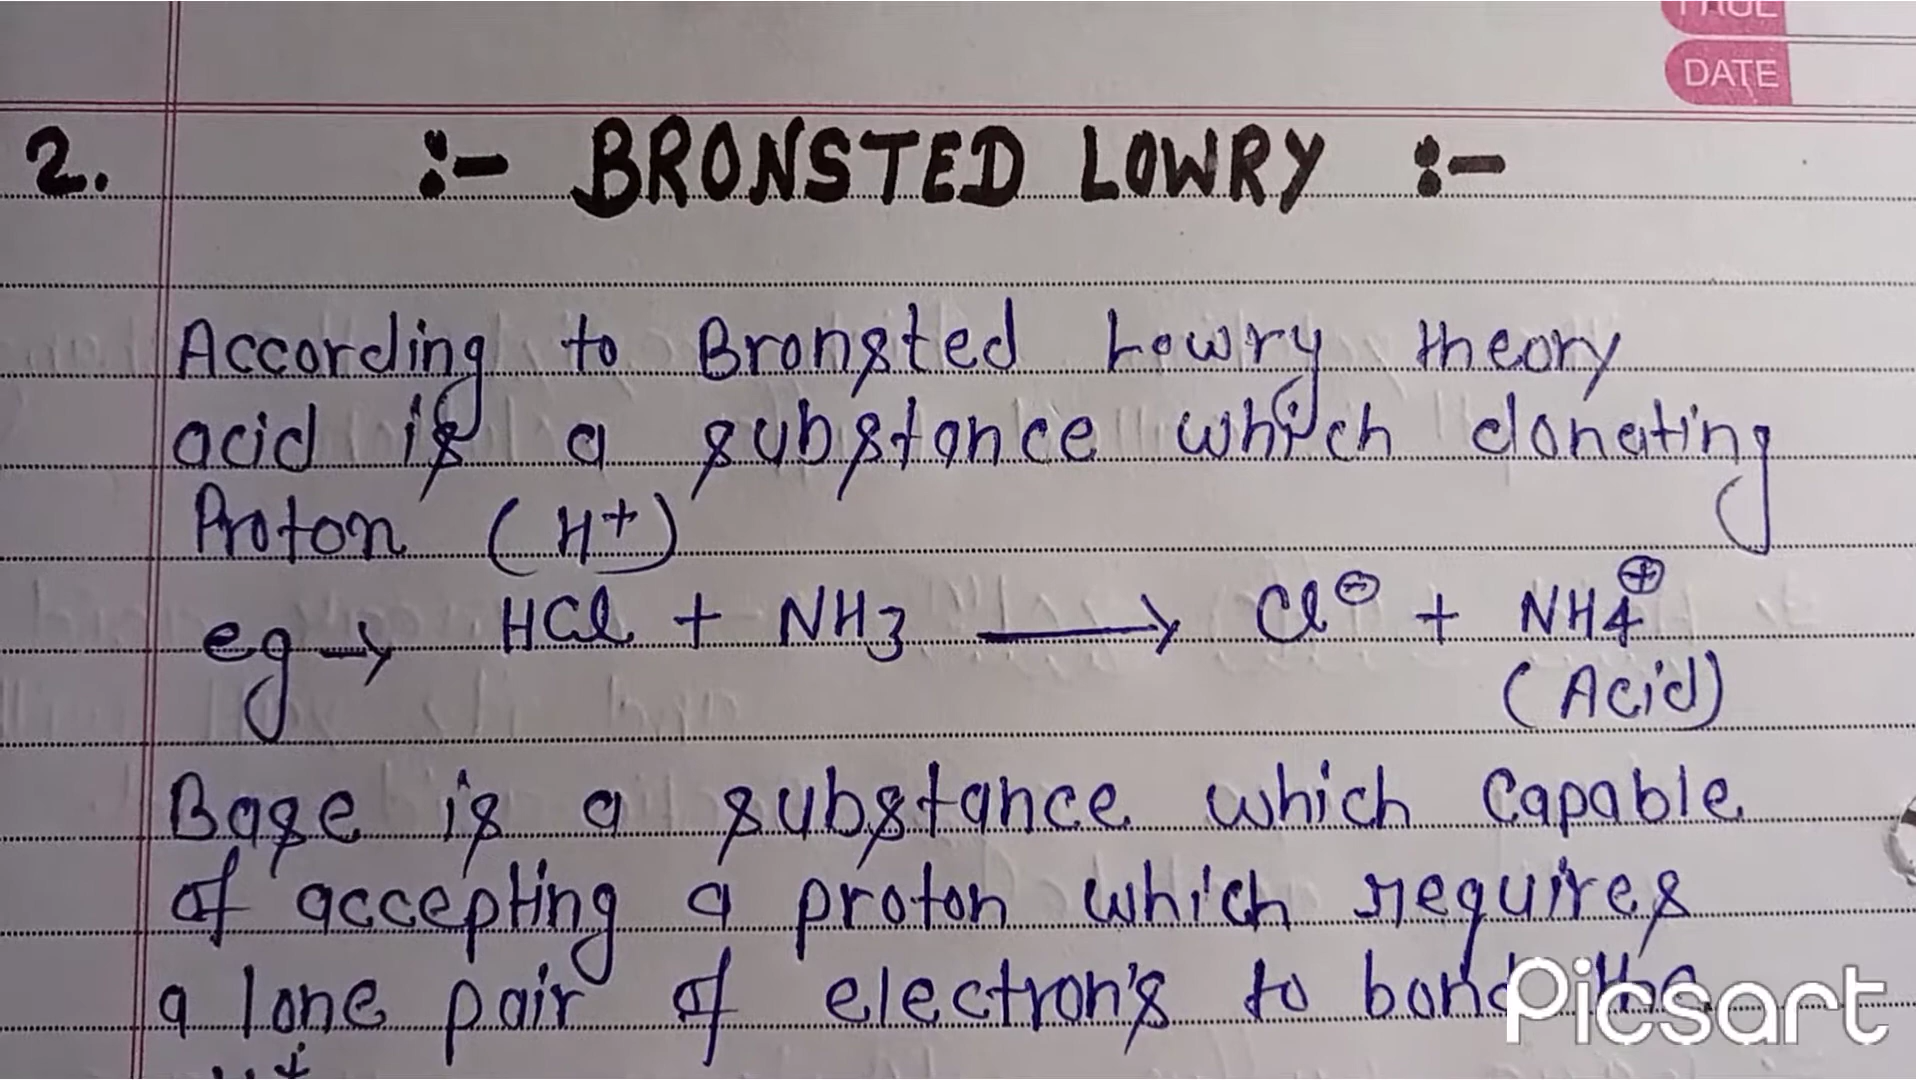 DATE
2. :- BRONSTED LOWRY :-
According to Bronsted Lowry theory
acid is a substance which donating
Proton (H+)
eg → HCl + NH3 ⟶ Cl⊖ + NH4⊕
(Acid)
Base is a substance which capable
of accepting a proton which requires
a lone pair of electron's to bond the
Picsart